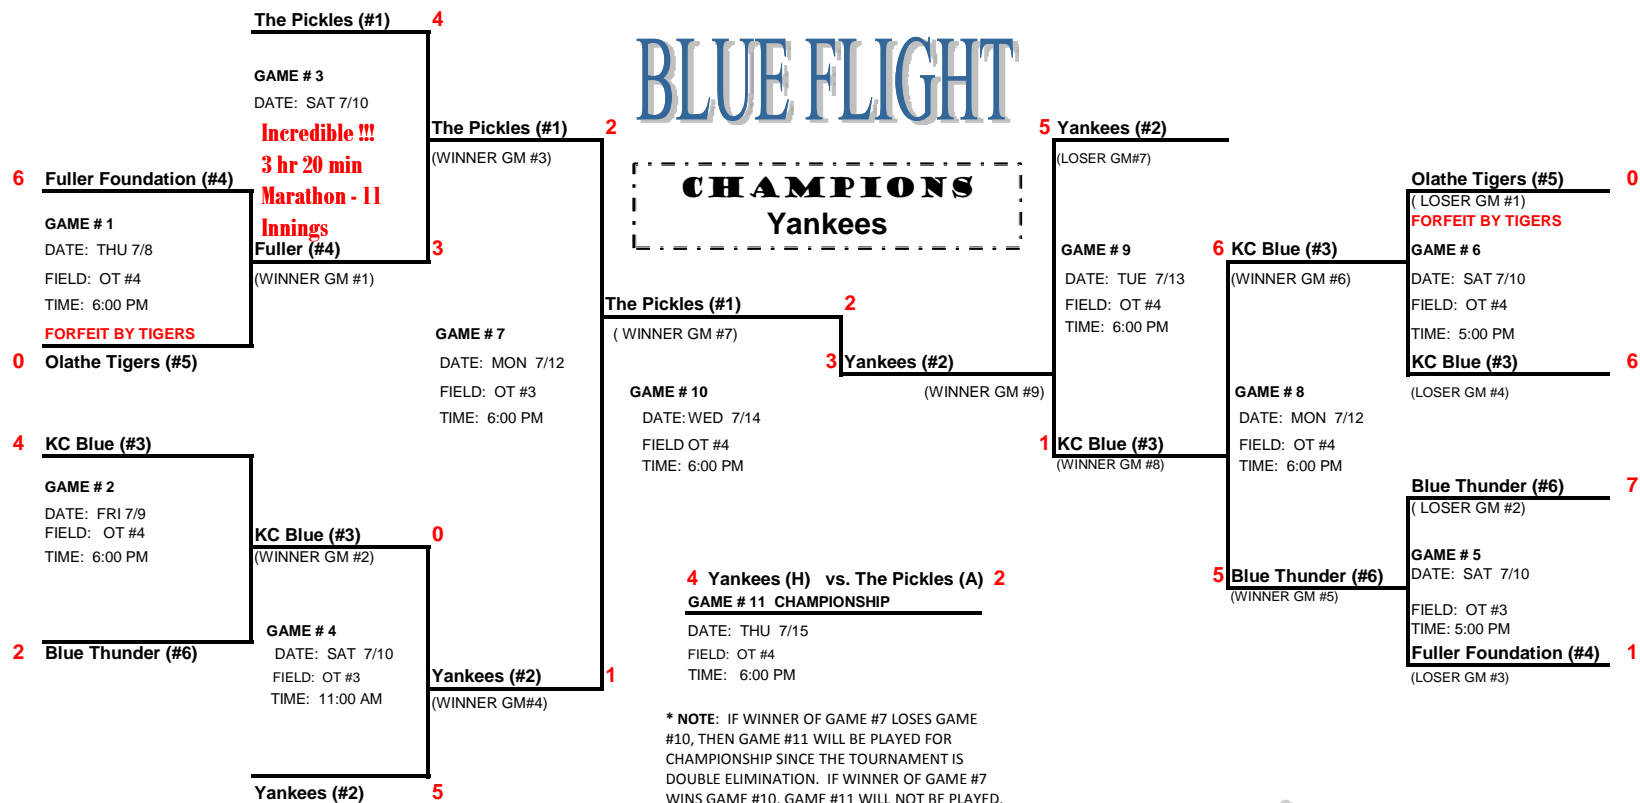 The Pickles (#1) 4
GAME # 3
DATE: SAT 7/10
Incredible !!!
3 hr 20 min
Marathon - 11
Innings
6 Fuller Foundation (#4)
GAME # 1
DATE: THU 7/8
FIELD: OT #4
TIME: 6:00 PM
FORFEIT BY TIGERS
0 Olathe Tigers (#5)
Fuller (#4) 3
(WINNER GM #1)
4 KC Blue (#3)
GAME # 2
DATE: FRI 7/9
FIELD: OT #4
TIME: 6:00 PM
2 Blue Thunder (#6)
KC Blue (#3) 0
(WINNER GM #2)
GAME # 4
DATE: SAT 7/10
FIELD: OT #3
TIME: 11:00 AM
Yankees (#2) 5
The Pickles (#1) 2
(WINNER GM #3)
GAME # 7
DATE: MON 7/12
FIELD: OT #3
TIME: 6:00 PM
Yankees (#2) 1
(WINNER GM#4)
BLUE FLIGHT
CHAMPIONS
Yankees
The Pickles (#1) 2
( WINNER GM #7)
GAME # 10
DATE: WED 7/14
FIELD OT #4
TIME: 6:00 PM
3 Yankees (#2)
(WINNER GM #9)
4 Yankees (H) vs. The Pickles (A) 2
GAME # 11 CHAMPIONSHIP
DATE: THU 7/15
FIELD: OT #4
TIME: 6:00 PM
* NOTE: IF WINNER OF GAME #7 LOSES GAME
#10, THEN GAME #11 WILL BE PLAYED FOR
CHAMPIONSHIP SINCE THE TOURNAMENT IS
DOUBLE ELIMINATION. IF WINNER OF GAME #7
WINS GAME #10, GAME #11 WILL NOT BE PLAYED.
5 Yankees (#2)
(LOSER GM#7)
GAME # 9
DATE: TUE 7/13
FIELD: OT #4
TIME: 6:00 PM
1 KC Blue (#3)
(WINNER GM #8)
6 KC Blue (#3)
(WINNER GM #6)
GAME # 8
DATE: MON 7/12
FIELD: OT #4
TIME: 6:00 PM
5 Blue Thunder (#6)
(WINNER GM #5)
Olathe Tigers (#5) 0
( LOSER GM #1)
FORFEIT BY TIGERS
GAME # 6
DATE: SAT 7/10
FIELD: OT #4
TIME: 5:00 PM
KC Blue (#3) 6
(LOSER GM #4)
Blue Thunder (#6) 7
( LOSER GM #2)
GAME # 5
DATE: SAT 7/10
FIELD: OT #3
TIME: 5:00 PM
Fuller Foundation (#4) 1
(LOSER GM #3)